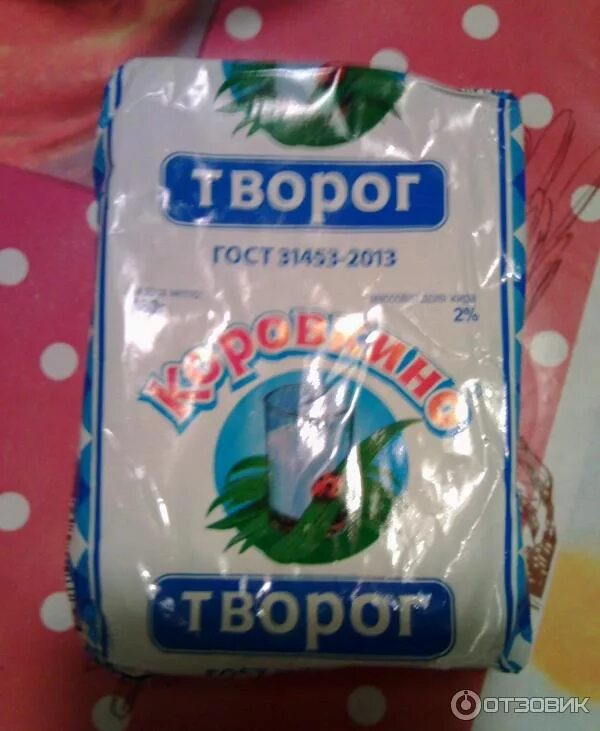 творог
ГОСТ 31453-2013
массовая доля жира
2%
Коровкино
творог
ОТЗОВИК